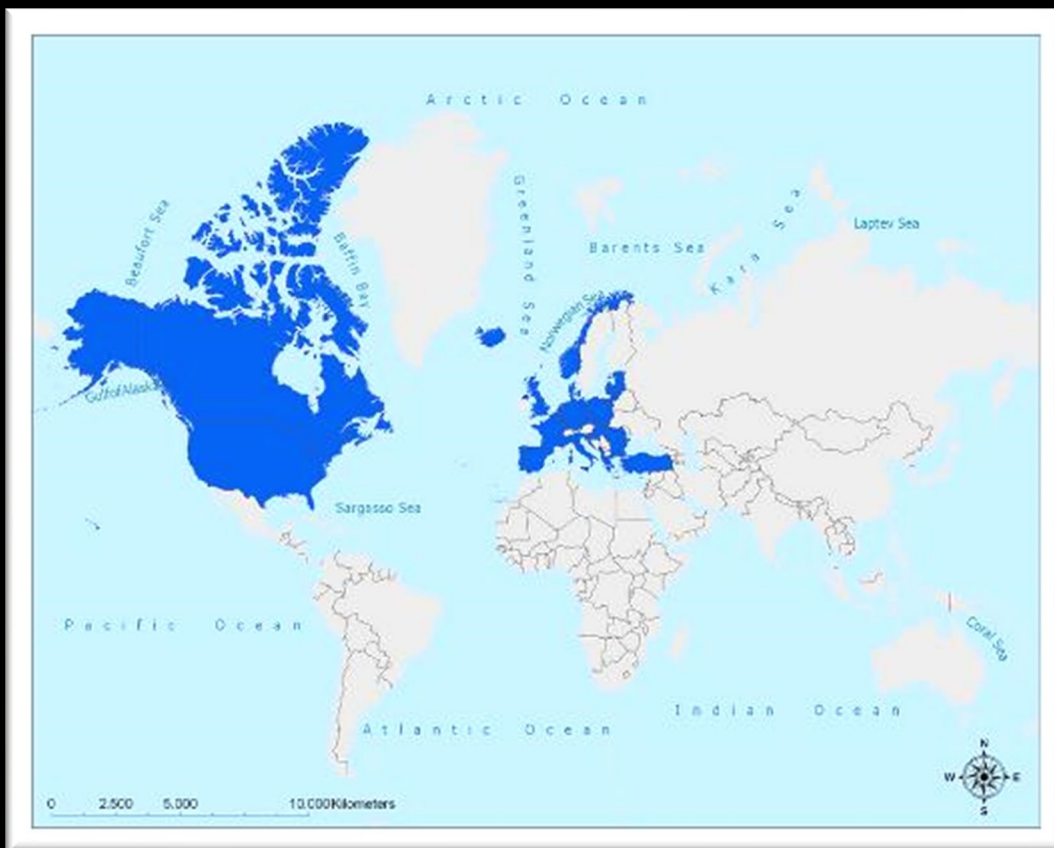 Arctic Ocean
Greenland Sea
Beaufort Sea
Laptev Sea
Kara Sea
Barents Sea
Baffin Bay
Norwegian Sea
Gulf of Alaska
Sargasso Sea
Pacific Ocean
Coral Sea
Indian Ocean
Atlantic Ocean
N
W E
S
0 2.500 5.000 10.000 Kilometers